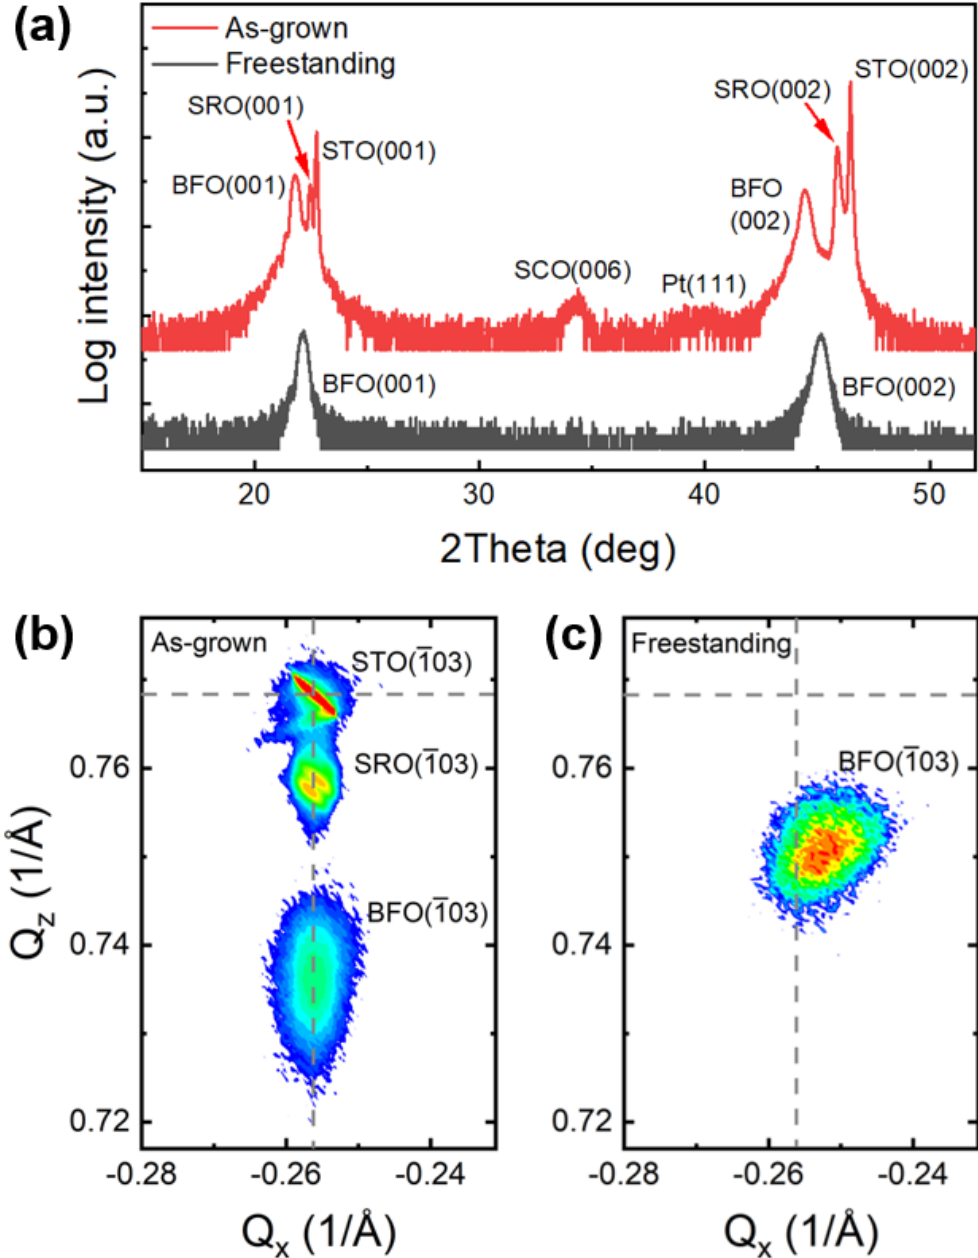 (a)
As-grown
Freestanding
STO(002)
SRO(002)
SRO(001)
STO(001)
BFO(001)
BFO
(002)
SCO(006)
Pt(111)
BFO(001)
BFO(002)
Log intensity (a.u.)
20
30
40
50
2Theta (deg)
(b)
As-grown
STO(1̄03)
SRO(1̄03)
BFO(1̄03)
0.76
0.74
0.72
Qz (1/Å)
-0.28
-0.26
-0.24
Qx (1/Å)
(c)
Freestanding
BFO(1̄03)
0.76
0.74
0.72
-0.28
-0.26
-0.24
Qx (1/Å)